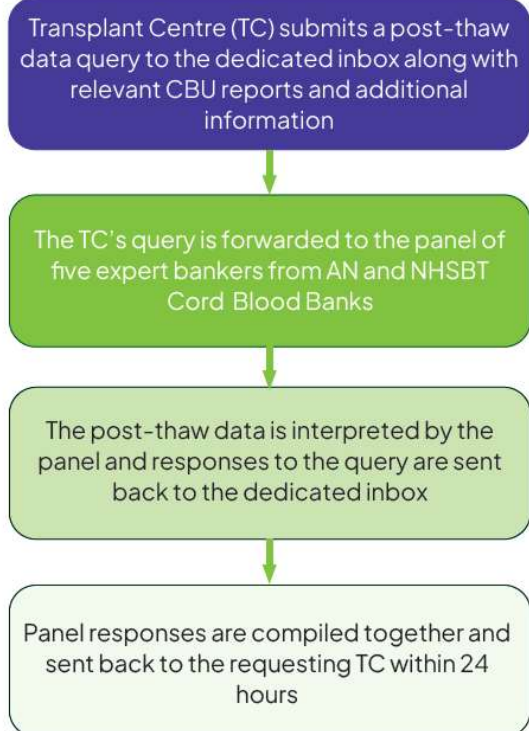 Transplant Centre (TC) submits a post-thaw
data query to the dedicated inbox along with
relevant CBU reports and additional
information
The TC's query is forwarded to the panel of
five expert bankers from AN and NHSBT
Cord Blood Banks
The post-thaw data is interpreted by the
panel and responses to the query are sent
back to the dedicated inbox
Panel responses are compiled together and
sent back to the requesting TC within 24
hours